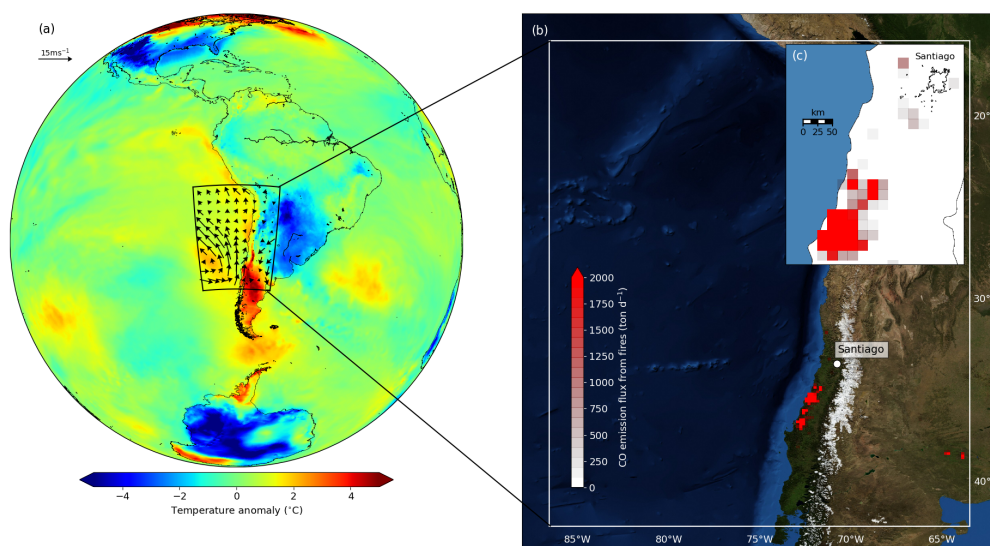 (a)
15ms⁻¹
−4 −2 0 2 4
Temperature anomaly (°C)
(b)
(c)
Santiago
km
0 25 50
20°
30°
40°
2000
1750
1500
1250
1000
750
500
250
0
CO emission flux from fires (ton d⁻¹)
Santiago
85°W 80°W 75°W 70°W 65°W